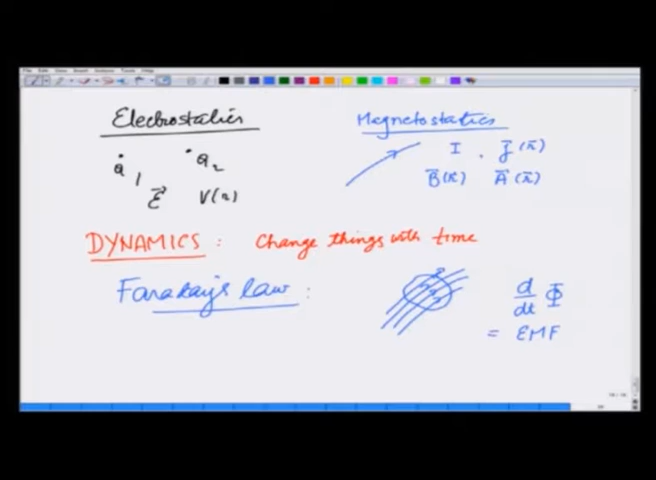 Electrostatics
Magnetostatics
q₁ q₂
I . j⃗(r⃗)
E⃗ V(r)
B⃗(r⃗) A⃗(r⃗)
DYNAMICS : Change things with time
Faraday's law :
d/dt Φ
= EMF